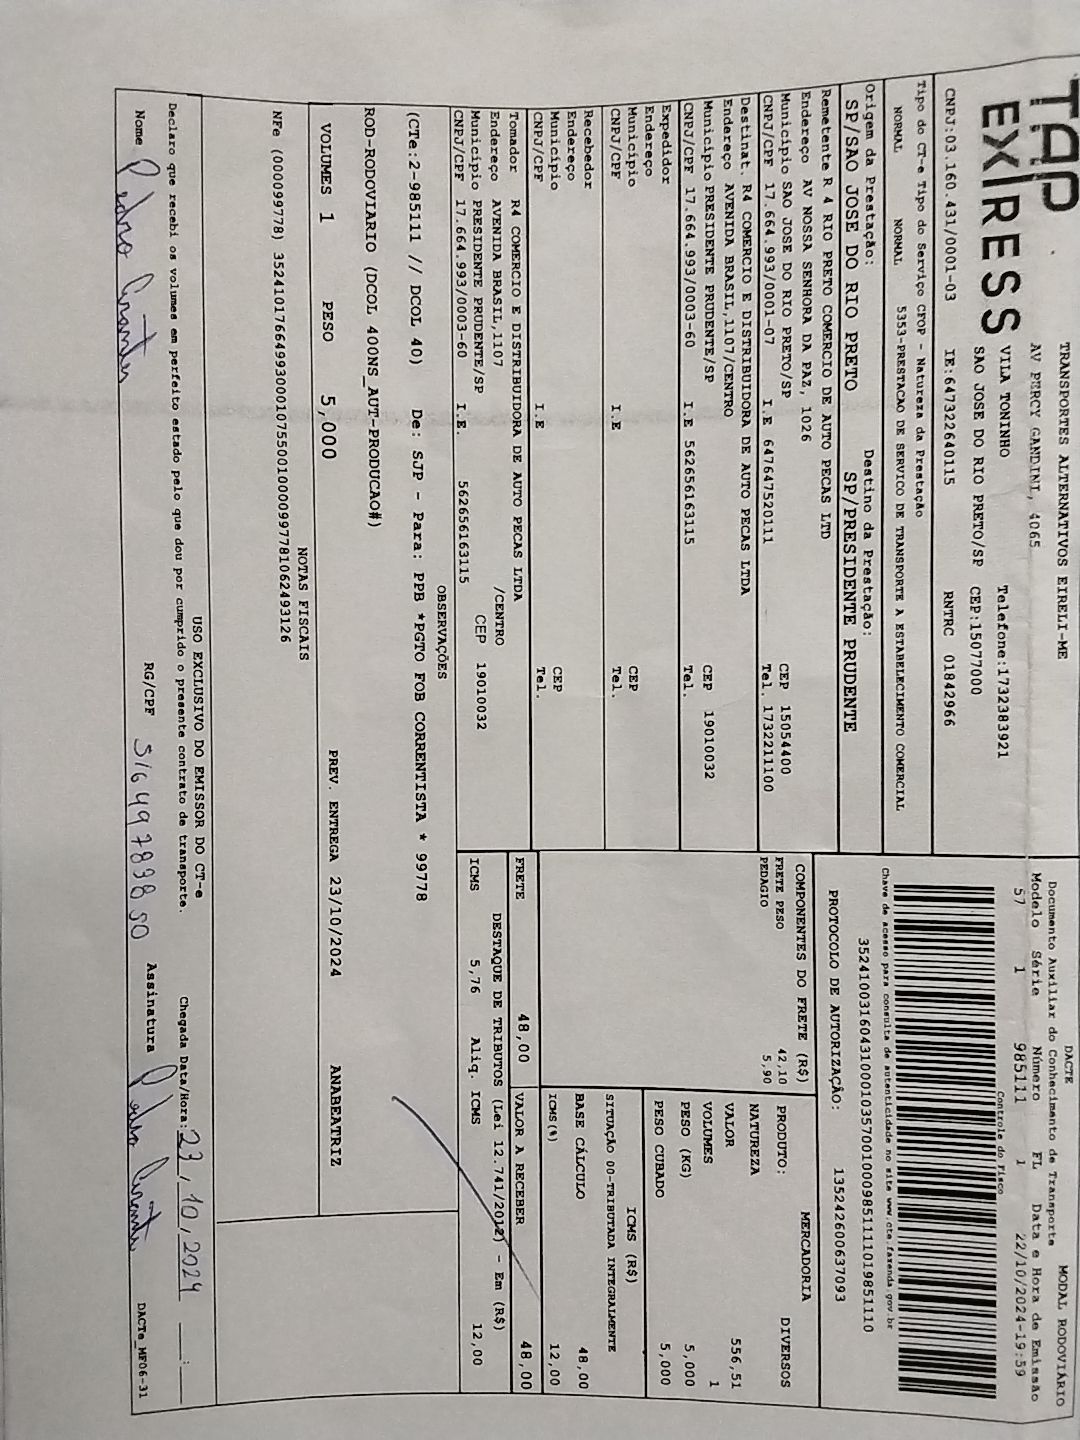 TAP EXPRESS
TRANSPORTES ALTERNATIVOS EIRELI-ME
AV PERCY GANDINI, 4065
VILA TONINHO Telefone:1732383921
SAO JOSE DO RIO PRETO/SP CEP:15077000
CNPJ:03.160.431/0001-03 IE:647322640115 RNTRC 01842966
DACTE MODAL RODOVIÁRIO
Documento Auxiliar do Conhecimento de Transporte
Modelo Série Número FL Data e Hora de Emissão
57 1 985111 1 22/10/2024-19:59
Controle do Fisco
Chave de acesso para consulta de autenticidade no site www.cte.fazenda.gov.br
PROTOCOLO DE AUTORIZAÇÃO: 135242600637093
Tipo do CT-e Tipo do Serviço CFOP - Natureza da Prestação
NORMAL NORMAL 5353-PRESTACAO DE SERVICO DE TRANSPORTE A ESTABELECIMENTO COMERCIAL
Origem da Prestação: Destino da Prestação:
SP/SAO JOSE DO RIO PRETO SP/PRESIDENTE PRUDENTE
Remetente R 4 RIO PRETO COMERCIO DE AUTO PECAS LTD
Endereço AV NOSSA SENHORA DA PAZ, 1026
Município SAO JOSE DO RIO PRETO/SP CEP 15054400
CNPJ/CPF 17.664.993/0001-07 I.E 647647520111 Tel. 1732211100
Destinat. R4 COMERCIO E DISTRIBUIDORA DE AUTO PECAS LTDA
Endereço AVENIDA BRASIL,1107/CENTRO
Município PRESIDENTE PRUDENTE/SP CEP 19010032
CNPJ/CPF 17.664.993/0003-60 I.E 562656163115 Tel.
Expedidor
Endereço
Município CEP
CNPJ/CPF I.E Tel.
Recebedor
Endereço
Município CEP
CNPJ/CPF I.E Tel.
Tomador R4 COMERCIO E DISTRIBUIDORA DE AUTO PECAS LTDA
Endereço AVENIDA BRASIL,1107 /CENTRO
Município PRESIDENTE PRUDENTE/SP CEP 19010032
CNPJ/CPF 17.664.993/0003-60 I.E. 562656163115
COMPONENTES DO FRETE (R$)
FRETE PESO 42,10
PEDAGIO 5,90
PRODUTO: MERCADORIA
NATUREZA DIVERSOS
VALOR 556,51
VOLUMES 1
PESO (KG) 5,000
PESO CUBADO 5,000
ICMS (R$)
SITUAÇÃO 00-TRIBUTADA INTEGRALMENTE
BASE CÁLCULO 48,00
ICMS(%) 12,00
FRETE 48,00 VALOR A RECEBER 48,00
DESTAQUE DE TRIBUTOS (Lei 12.741/2012) - Em (R$)
ICMS 5,76 Aliq. ICMS 12,00
OBSERVAÇÕES
(CTe:2-985111 // DCOL 40) De: SJP - Para: PPB *PGTO FOB CORRENTISTA * 99778
ROD-RODOVIARIO (DCOL 400NS_AUT-PRODUCAO#)
VOLUMES 1 PESO 5,000 PREV. ENTREGA 23/10/2024 ANABEATRIZ
NOTAS FISCAIS
USO EXCLUSIVO DO EMISSOR DO CT-e
Declaro que recebi os volumes em perfeito estado pelo que dou por cumprido o presente contrato de transporte. Chegada Data/Hora: 23/10/2024 __:__
Nome Pedro RG/CPF 51649783850 Assinatura Pedro
DACTe_MF06-31